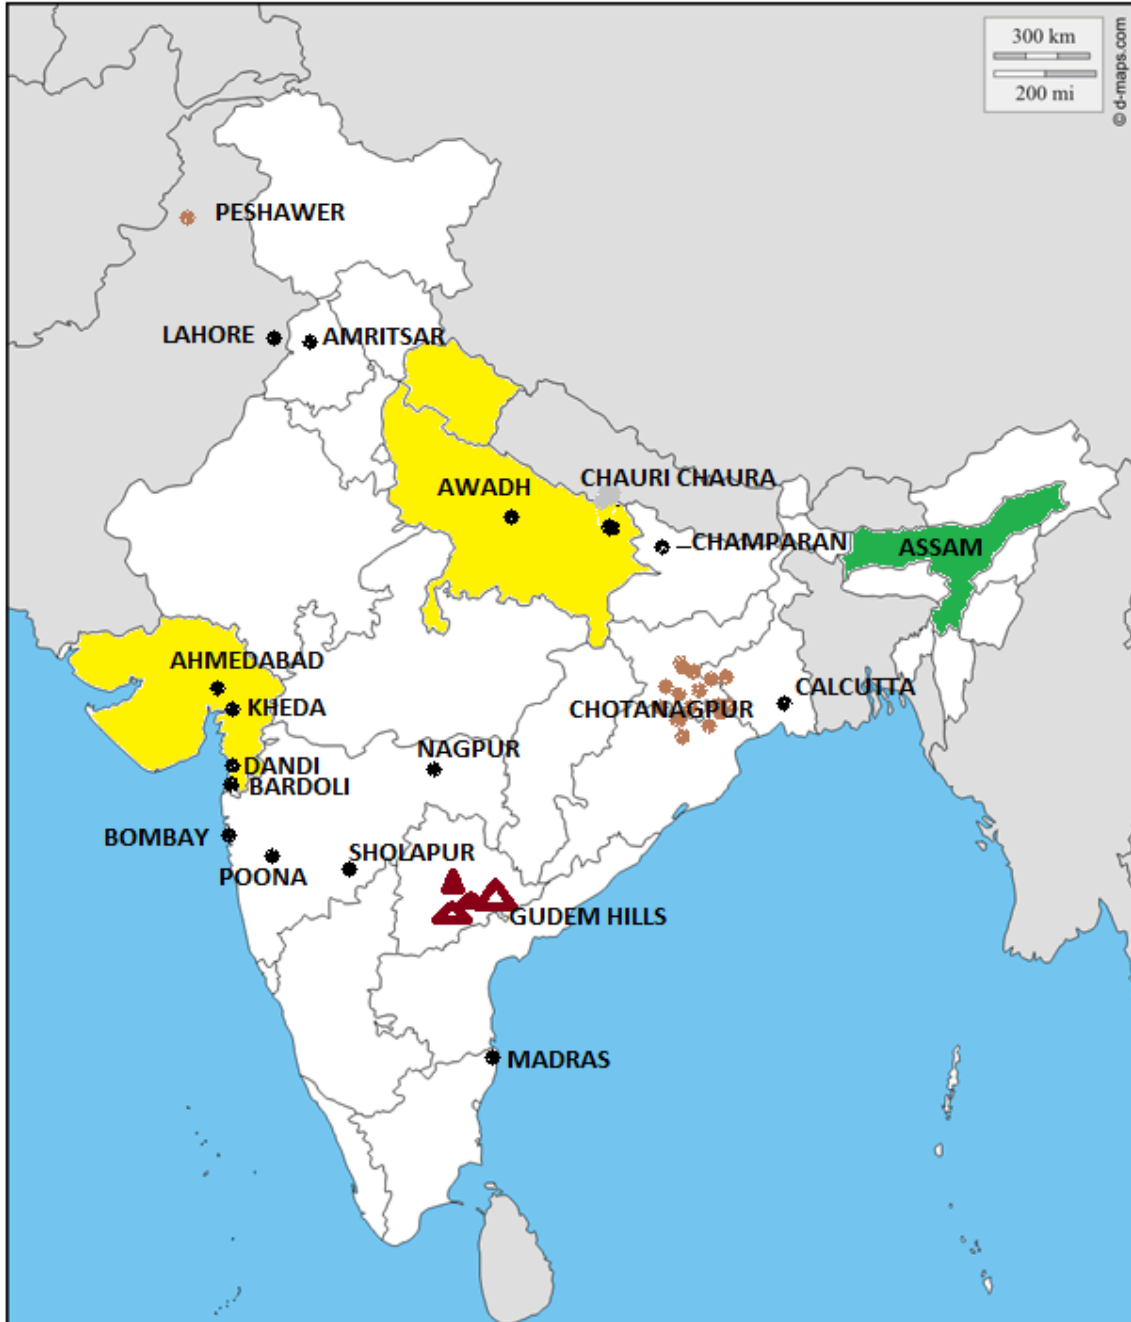 300 km
200 mi
© d-maps.com
PESHAWER
LAHORE
AMRITSAR
CHAURI CHAURA
AWADH
CHAMPARAN
ASSAM
AHMEDABAD
KHEDA
CALCUTTA
CHOTANAGPUR
NAGPUR
DANDI
BARDOLI
BOMBAY
SHOLAPUR
POONA
GUDEM HILLS
MADRAS